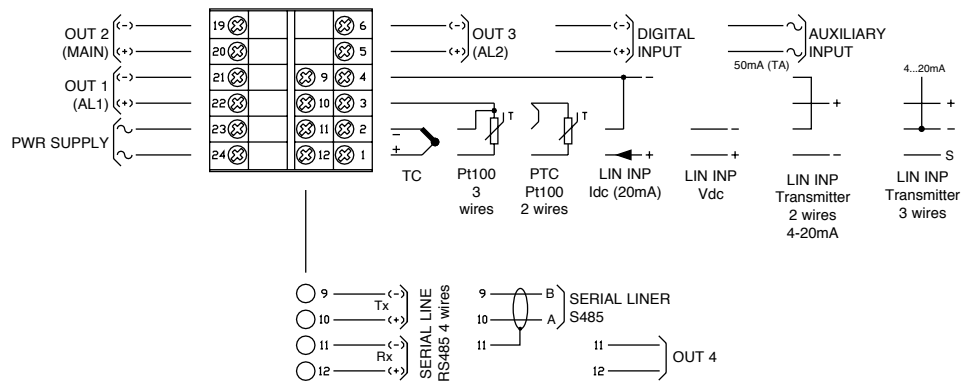 OUT 2
(MAIN)
(-)
(+)
OUT 1
(AL1)
(-)
(+)
PWR SUPPLY
19
20
21
22
23
24
9
10
11
12
6
5
4
3
2
1
(-)
(+)
OUT 3
(AL2)
(-)
(+)
DIGITAL
INPUT
AUXILIARY
INPUT
50mA (TA)
4...20mA
-
+
TC
T
Pt100
3
wires
T
PTC
Pt100
2 wires
-
+
LIN INP
Idc (20mA)
-
+
LIN INP
Vdc
+
-
LIN INP
Transmitter
2 wires
4-20mA
+
-
S
LIN INP
Transmitter
3 wires
9
(-)
Tx
10
(+)
11
(-)
Rx
12
(+)
SERIAL LINE
RS485 4 wires
9
B
10
A
11
SERIAL LINER
S485
11
12
OUT 4